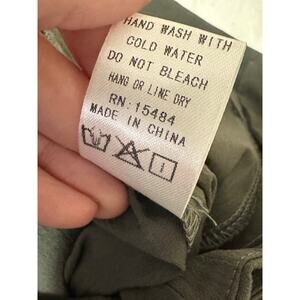 HAND WASH WITH
COLD WATER
DO NOT BLEACH
HANG OR LINE DRY
RN:15484
MADE IN CHINA